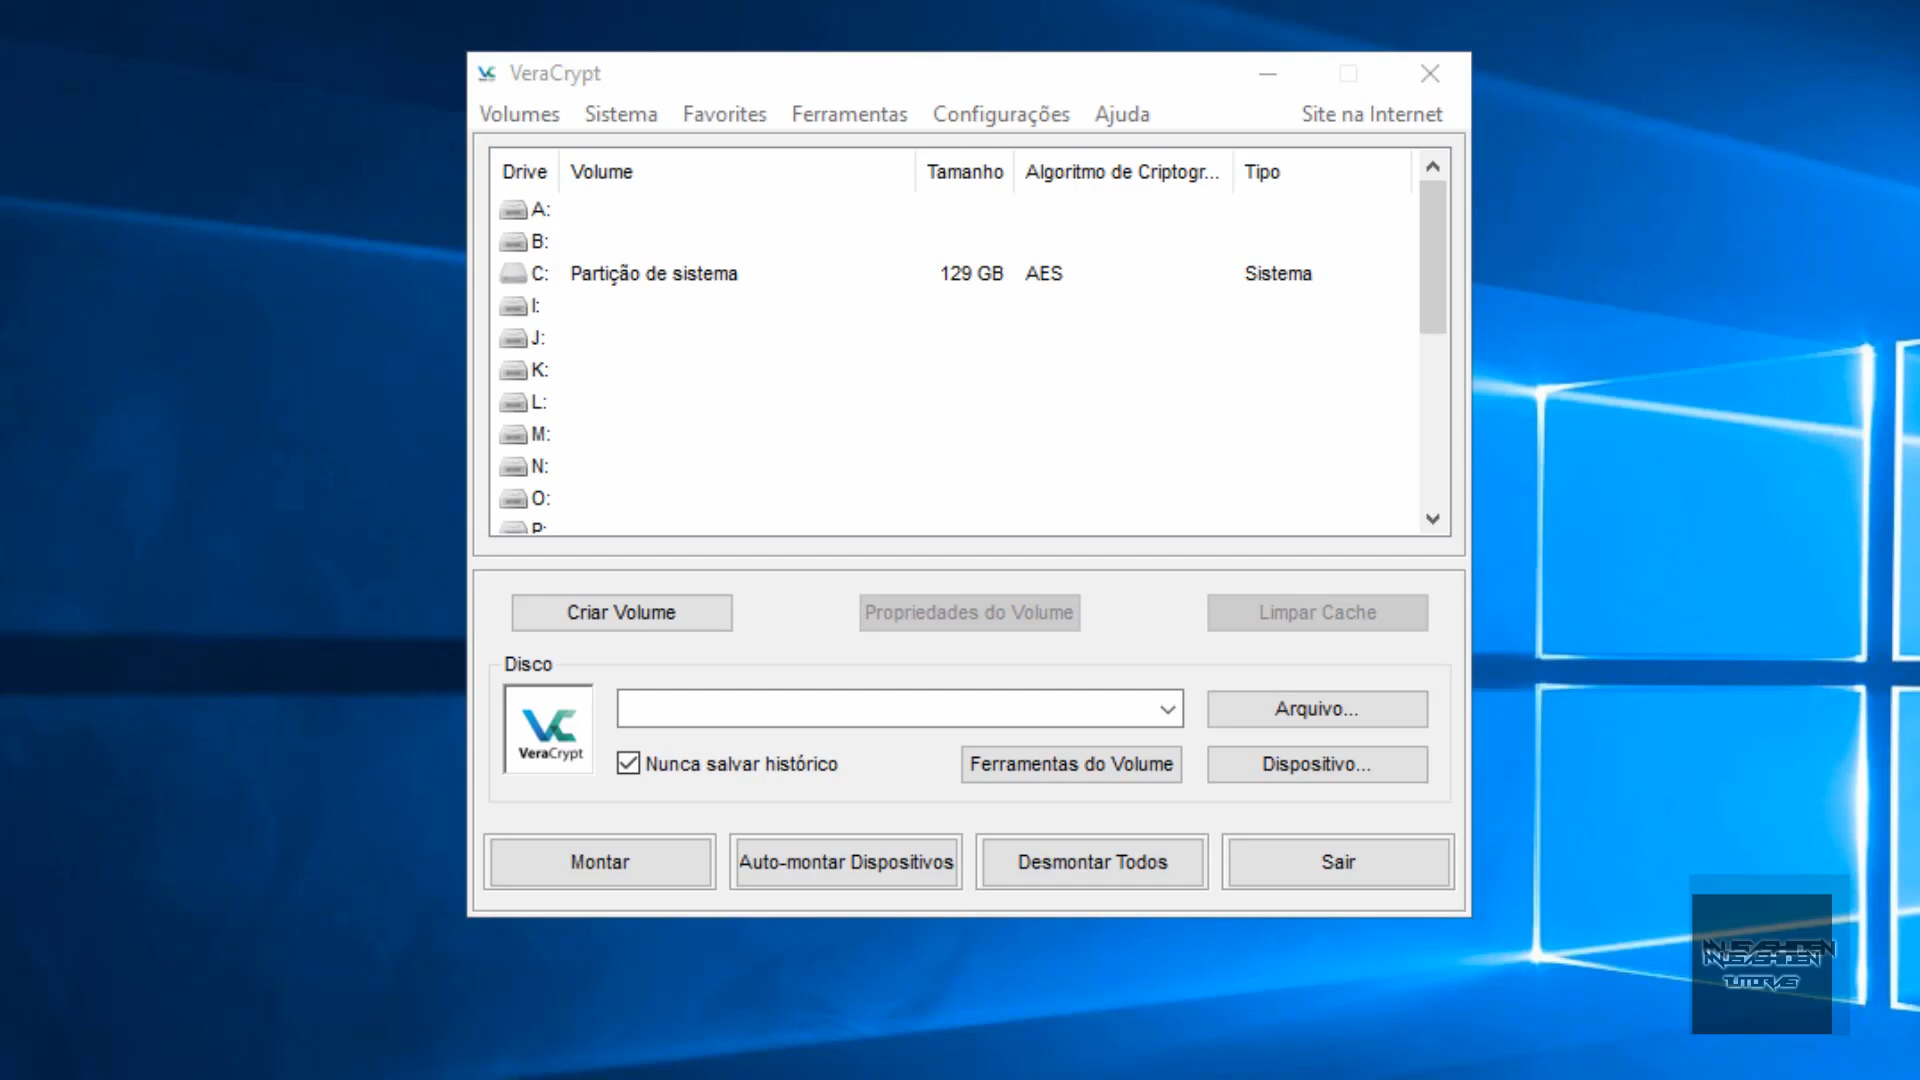 VeraCrypt
Volumes Sistema Favorites Ferramentas Configurações Ajuda Site na Internet
Drive Volume Tamanho Algoritmo de Criptogr... Tipo
A:
B:
C: Partição de sistema 129 GB AES Sistema
I:
J:
K:
L:
M:
N:
O:
P:
Criar Volume Propriedades do Volume Limpar Cache
Disco
VeraCrypt
Arquivo...
Nunca salvar histórico Ferramentas do Volume Dispositivo...
Montar Auto-montar Dispositivos Desmontar Todos Sair